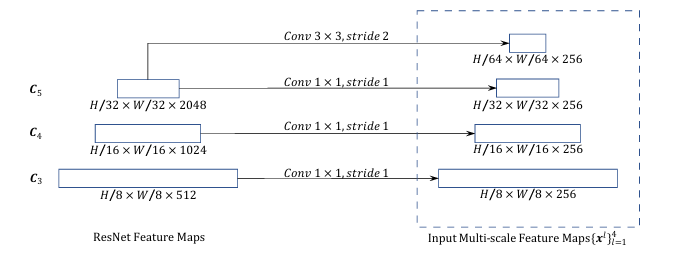 Conv 3 × 3, stride 2
H/64 × W/64 × 256
C₅
Conv 1 × 1, stride 1
H/32 × W/32 × 2048
H/32 × W/32 × 256
C₄
Conv 1 × 1, stride 1
H/16 × W/16 × 1024
H/16 × W/16 × 256
C₃
Conv 1 × 1, stride 1
H/8 × W/8 × 512
H/8 × W/8 × 256
ResNet Feature Maps
Input Multi-scale Feature Maps{xˡ}⁴ₗ₌₁